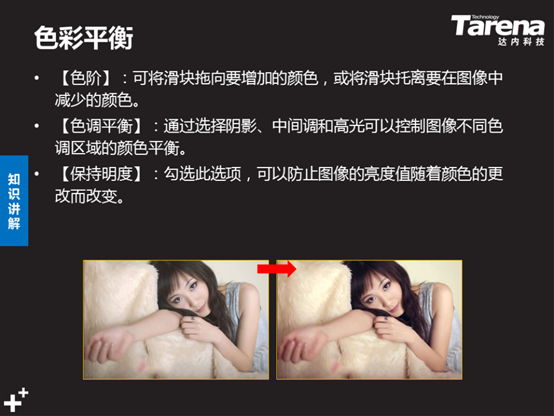 色彩平衡
Technology
Tarena
达内科技
• 【色阶】：可将滑块拖向要增加的颜色，或将滑块托离要在图像中
减少的颜色。
• 【色调平衡】：通过选择阴影、中间调和高光可以控制图像不同色
调区域的颜色平衡。
• 【保持明度】：勾选此选项，可以防止图像的亮度值随着颜色的更
改而改变。
知识讲解